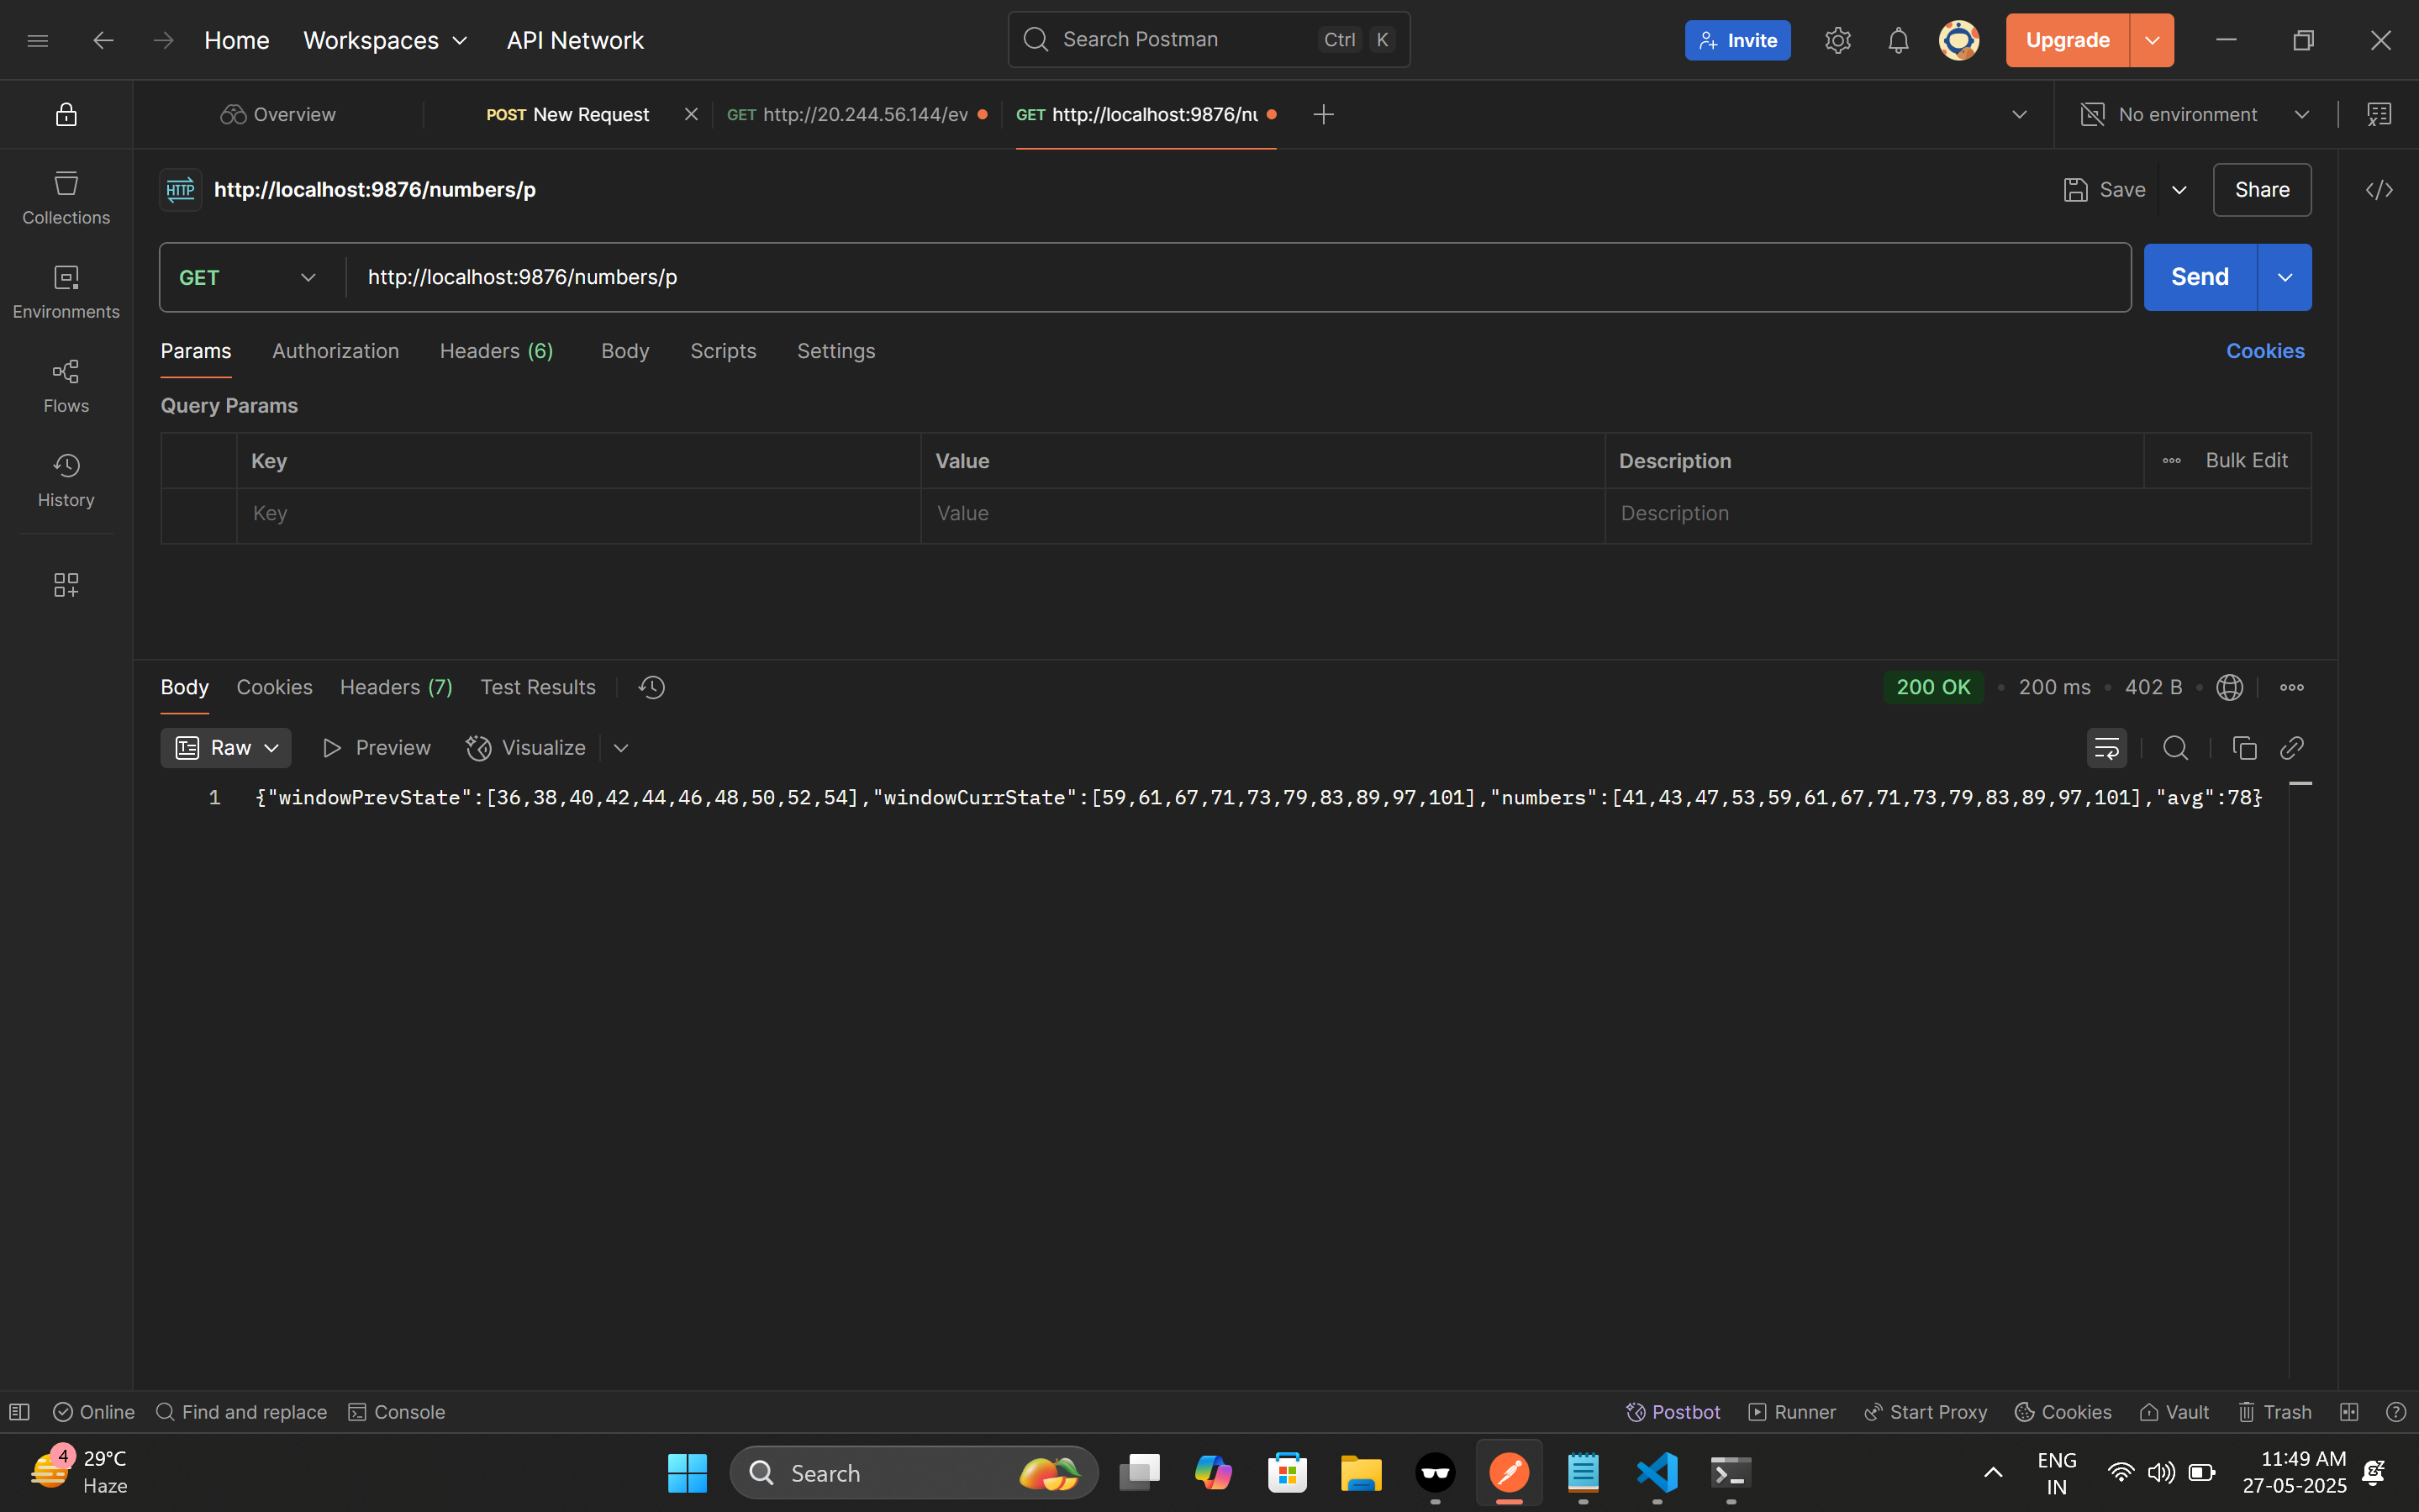 Home Workspaces API Network Search Postman Ctrl K Invite Upgrade
Overview POST New Request GET http://20.244.56.144/ev GET http://localhost:9876/nu No environment
HTTP http://localhost:9876/numbers/p Save Share
Collections
GET http://localhost:9876/numbers/p Send
Environments
Params Authorization Headers (6) Body Scripts Settings Cookies
Flows
Query Params
Key Value Description Bulk Edit
History
Key Value Description
Body Cookies Headers (7) Test Results 200 OK 200 ms 402 B
Raw Preview Visualize
1 {"windowPrevState":[36,38,40,42,44,46,48,50,52,54],"windowCurrState":[59,61,67,71,73,79,83,89,97,101],"numbers":[41,43,47,53,59,61,67,71,73,79,83,89,97,101],"avg":78}
Online Find and replace Console Postbot Runner Start Proxy Cookies Vault Trash
4 29°C
Haze
Search
ENG
IN
11:49 AM
27-05-2025